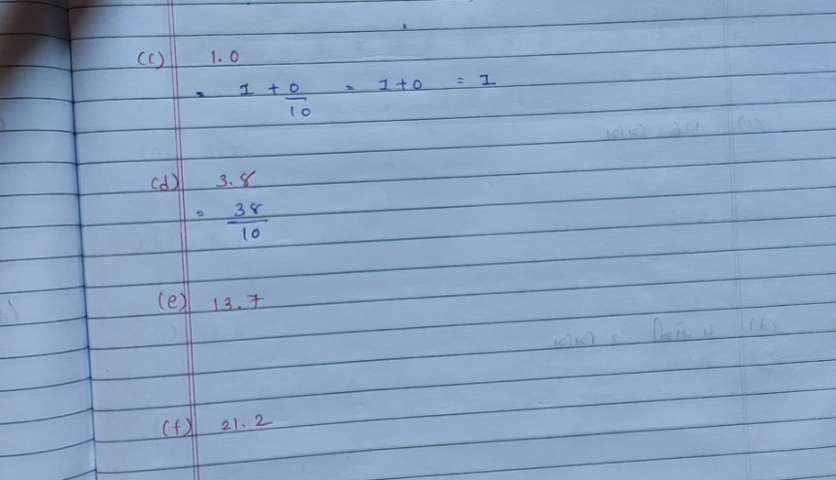 (c) 1.0
= 1 + 0/10 = 1+0 = 1
(d) 3.8
= 38/10
(e) 13.7
(f) 21.2